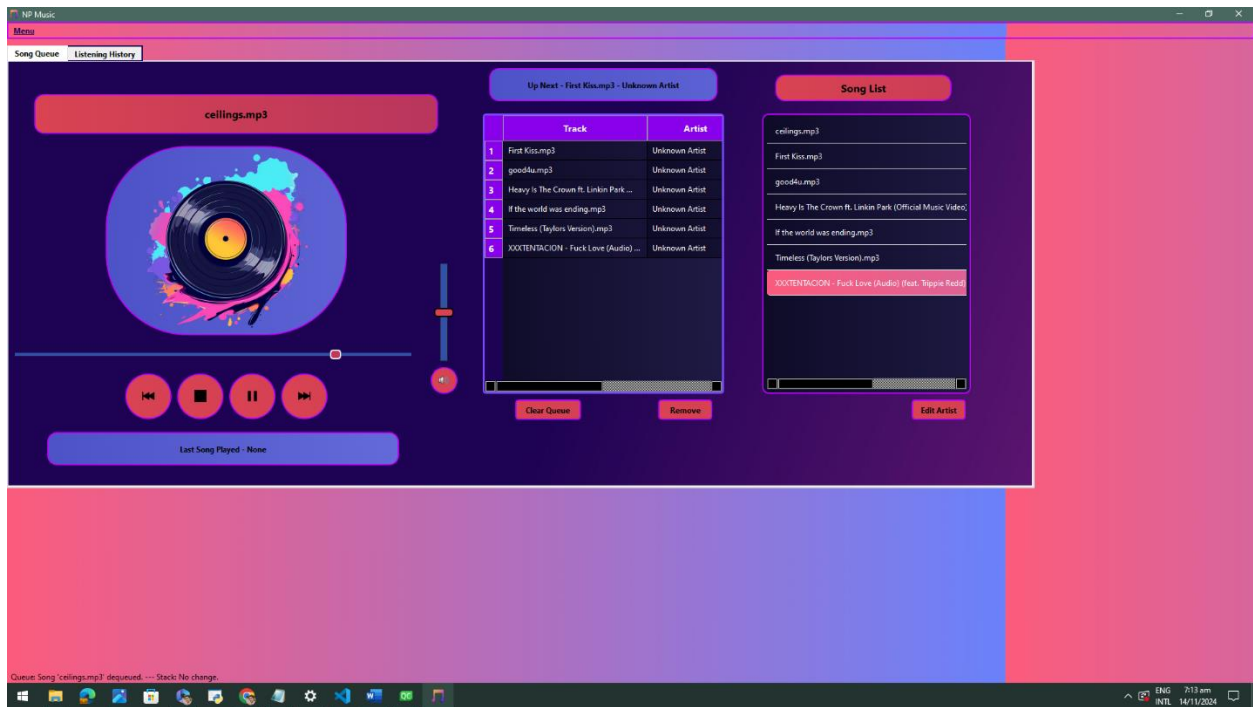 NP Music
Menu
Song Queue
Listening History
ceilings.mp3
Last Song Played - None
Up Next - First Kiss.mp3 - Unknown Artist
Track Artist
1 First Kiss.mp3 Unknown Artist
2 good4u.mp3 Unknown Artist
3 Heavy Is The Crown ft. Linkin Park ... Unknown Artist
4 If the world was ending.mp3 Unknown Artist
5 Timeless (Taylors Version).mp3 Unknown Artist
6 XXXTENTACION - Fuck Love (Audio) ... Unknown Artist
Clear Queue
Remove
Song List
ceilings.mp3
First Kiss.mp3
good4u.mp3
Heavy Is The Crown ft. Linkin Park (Official Music Video)
If the world was ending.mp3
Timeless (Taylors Version).mp3
XXXTENTACION - Fuck Love (Audio) (feat. Trippie Redd)
Edit Artist
Queue: Song 'ceilings.mp3' dequeued. --- Stack: No change.
ENG
INTL
7:13 am
14/11/2024